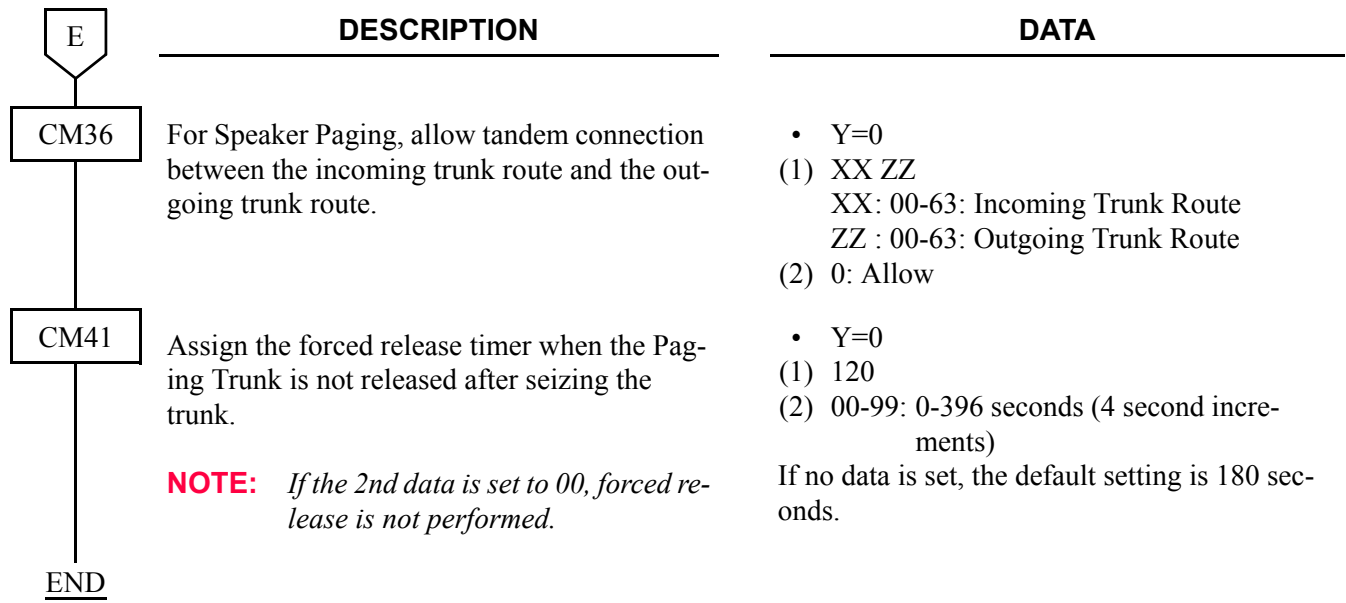 E
DESCRIPTION
DATA
CM36
For Speaker Paging, allow tandem connection
between the incoming trunk route and the out-
going trunk route.
• Y=0
(1) XX ZZ
XX: 00-63: Incoming Trunk Route
ZZ : 00-63: Outgoing Trunk Route
(2) 0: Allow
CM41
Assign the forced release timer when the Pag-
ing Trunk is not released after seizing the
trunk.
NOTE: If the 2nd data is set to 00, forced re-
lease is not performed.
• Y=0
(1) 120
(2) 00-99: 0-396 seconds (4 second incre-
ments)
If no data is set, the default setting is 180 sec-
onds.
END